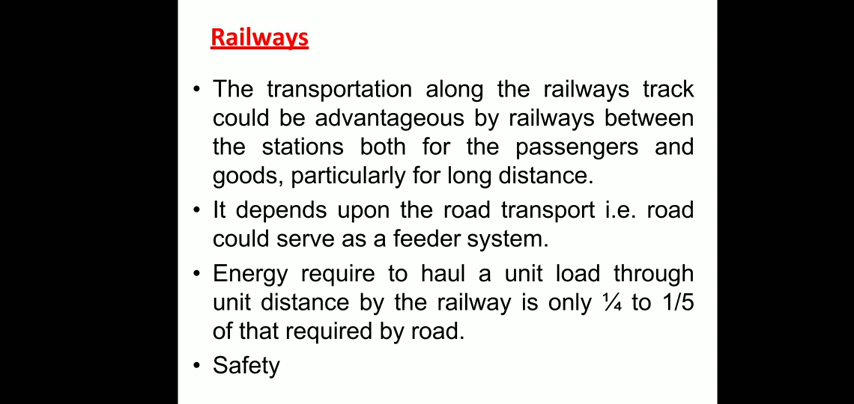 Railways
• The transportation along the railways track
could be advantageous by railways between
the stations both for the passengers and
goods, particularly for long distance.
• It depends upon the road transport i.e. road
could serve as a feeder system.
• Energy require to haul a unit load through
unit distance by the railway is only ¼ to 1/5
of that required by road.
• Safety